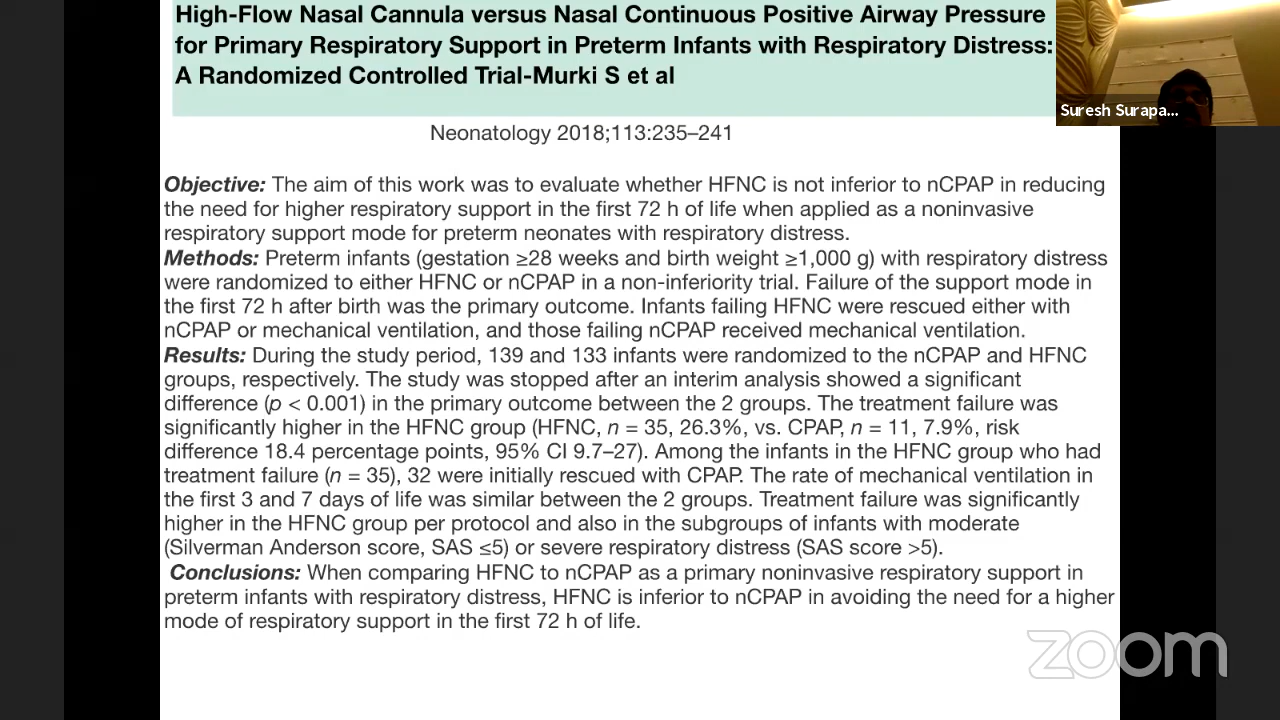 High-Flow Nasal Cannula versus Nasal Continuous Positive Airway Pressure
for Primary Respiratory Support in Preterm Infants with Respiratory Distress:
A Randomized Controlled Trial-Murki S et al
Suresh Surapa...
Neonatology 2018;113:235–241
Objective: The aim of this work was to evaluate whether HFNC is not inferior to nCPAP in reducing
the need for higher respiratory support in the first 72 h of life when applied as a noninvasive
respiratory support mode for preterm neonates with respiratory distress.
Methods: Preterm infants (gestation ≥28 weeks and birth weight ≥1,000 g) with respiratory distress
were randomized to either HFNC or nCPAP in a non-inferiority trial. Failure of the support mode in
the first 72 h after birth was the primary outcome. Infants failing HFNC were rescued either with
nCPAP or mechanical ventilation, and those failing nCPAP received mechanical ventilation.
Results: During the study period, 139 and 133 infants were randomized to the nCPAP and HFNC
groups, respectively. The study was stopped after an interim analysis showed a significant
difference (p < 0.001) in the primary outcome between the 2 groups. The treatment failure was
significantly higher in the HFNC group (HFNC, n = 35, 26.3%, vs. CPAP, n = 11, 7.9%, risk
difference 18.4 percentage points, 95% CI 9.7–27). Among the infants in the HFNC group who had
treatment failure (n = 35), 32 were initially rescued with CPAP. The rate of mechanical ventilation in
the first 3 and 7 days of life was similar between the 2 groups. Treatment failure was significantly
higher in the HFNC group per protocol and also in the subgroups of infants with moderate
(Silverman Anderson score, SAS ≤5) or severe respiratory distress (SAS score >5).
Conclusions: When comparing HFNC to nCPAP as a primary noninvasive respiratory support in
preterm infants with respiratory distress, HFNC is inferior to nCPAP in avoiding the need for a higher
mode of respiratory support in the first 72 h of life.
zoom